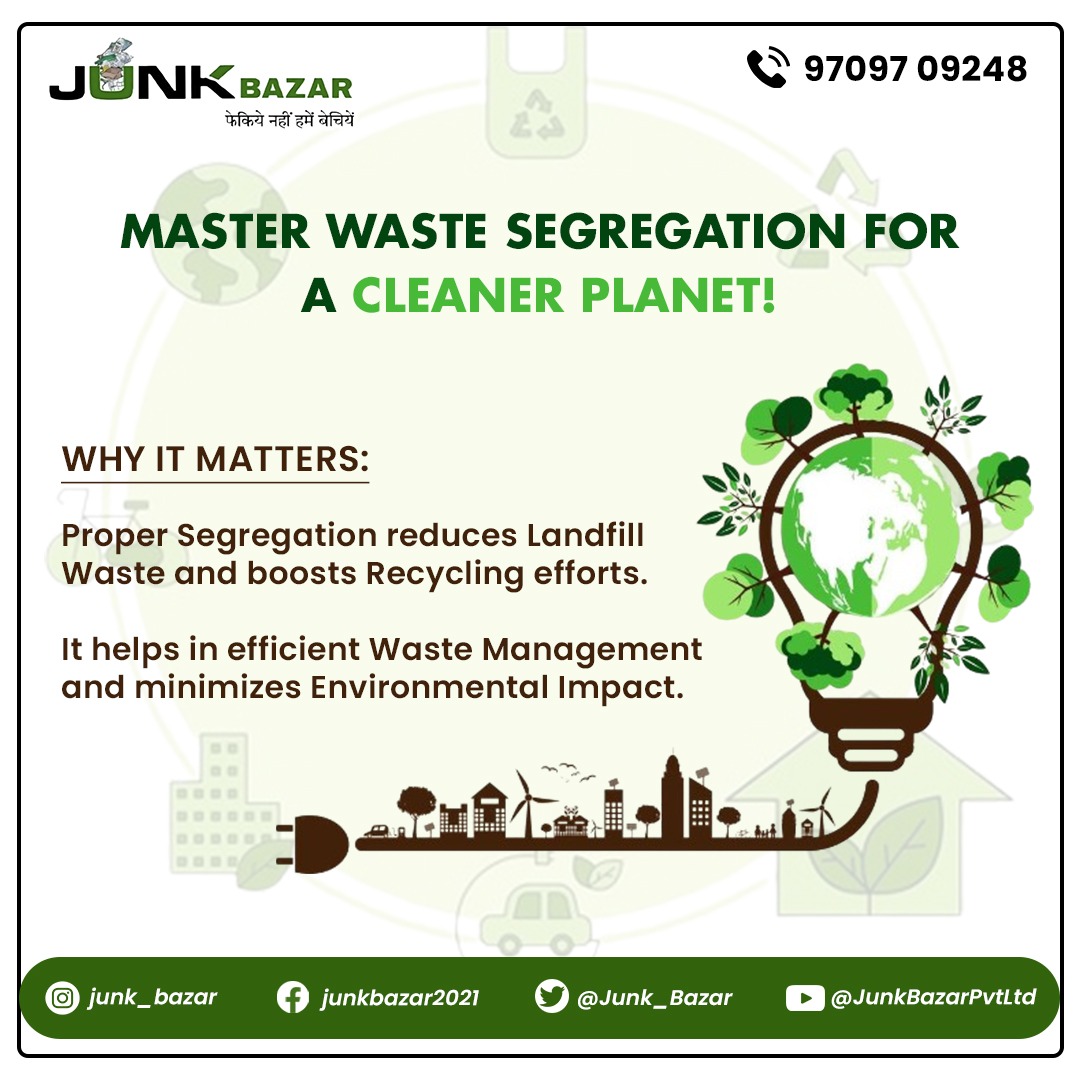 JUNK BAZAR
फेकिये नहीं हमें बेचियें
97097 09248
MASTER WASTE SEGREGATION FOR
A CLEANER PLANET!
WHY IT MATTERS:
Proper Segregation reduces Landfill
Waste and boosts Recycling efforts.
It helps in efficient Waste Management
and minimizes Environmental Impact.
junk_bazar
junkbazar2021
@Junk_Bazar
@JunkBazarPvtLtd